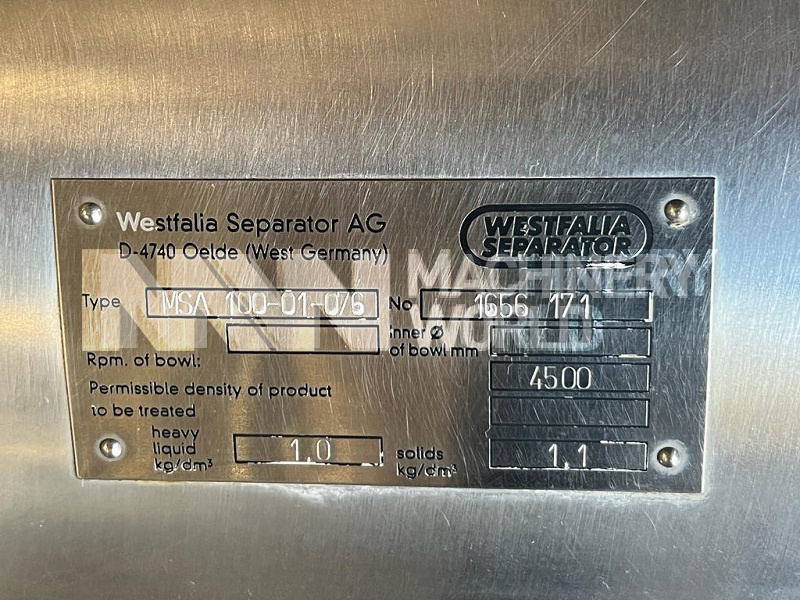 Westfalia Separator AG
D-4740 Oelde (West Germany)
WESTFALIA
SEPARATOR
MACHINERY
WORLD
Type MSA 100-01-076 No 1656 171
inner Ø
of bowl mm
Rpm. of bowl: 4500
Permissible density of product
to be treated
heavy
liquid
kg/dm³ 1.0
solids
kg/dm³ 1.1